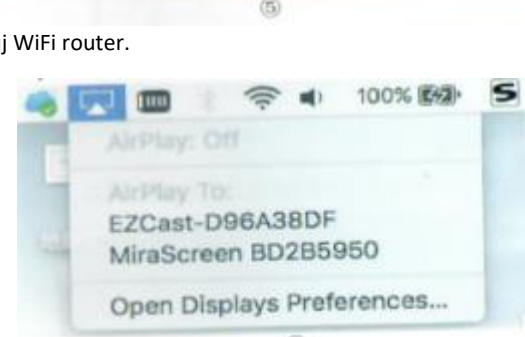 ⑤
j WiFi router.
100%
AirPlay: Off
AirPlay To:
EZCast-D96A38DF
MiraScreen BD2B5950
Open Displays Preferences...